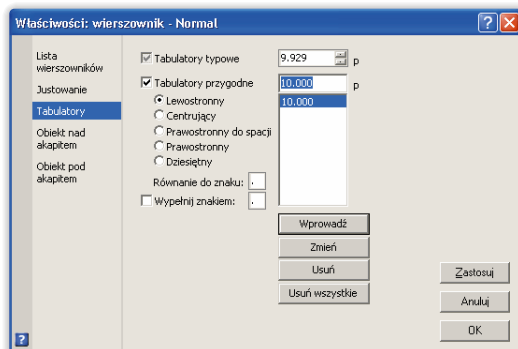 Właściwości: wierszownik - Normal
Lista
wierszowników
Justowanie
Tabulatory
Obiekt nad
akapitem
Obiekt pod
akapitem
Tabulatory typowe
9.929
p
Tabulatory przygodne
10.000
p
Lewostronny
10.000
Centrujący
Prawostronny do spacji
Prawostronny
Dziesiętny
Równanie do znaku: .
Wypełnij znakiem: .
Wprowadź
Zmień
Usuń
Usuń wszystkie
Zastosuj
Anuluj
OK